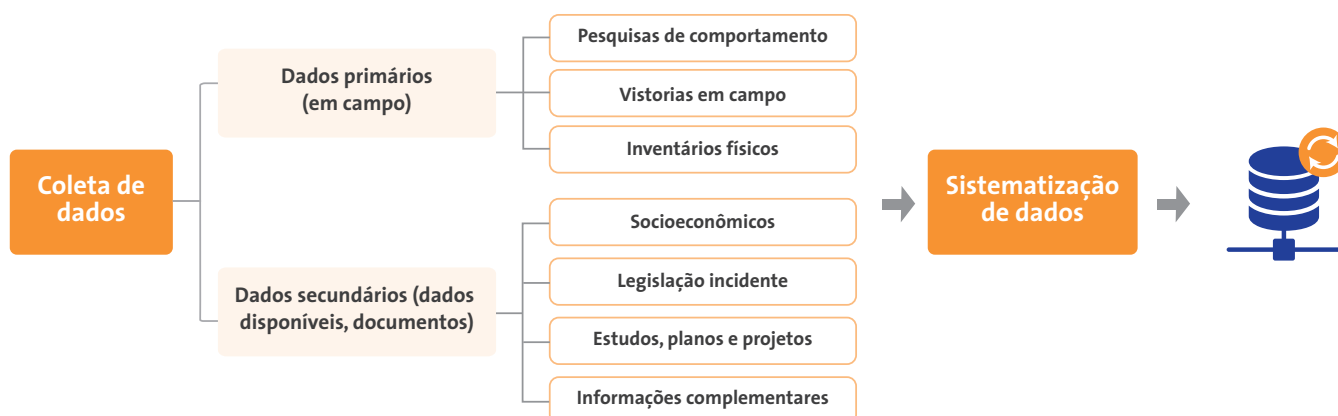 Coleta de
dados
Dados primários
(em campo)
Pesquisas de comportamento
Vistorias em campo
Inventários físicos
Dados secundários (dados
disponíveis, documentos)
Socioeconômicos
Legislação incidente
Estudos, planos e projetos
Informações complementares
Sistematização
de dados